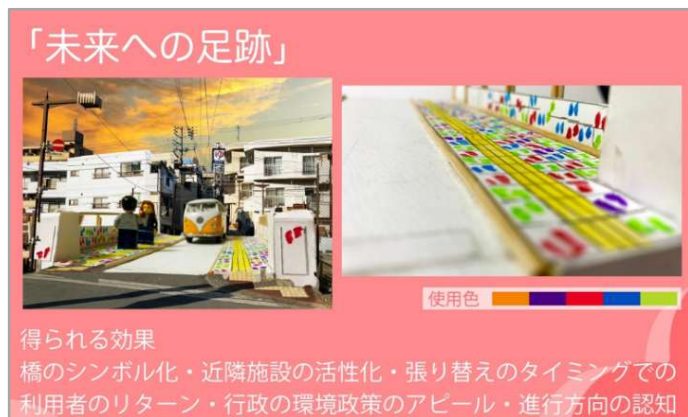 「未来への足跡」
使用色
得られる効果
橋のシンボル化・近隣施設の活性化・張り替えのタイミングでの
利用者のリターン・行政の環境政策のアピール・進行方向の認知